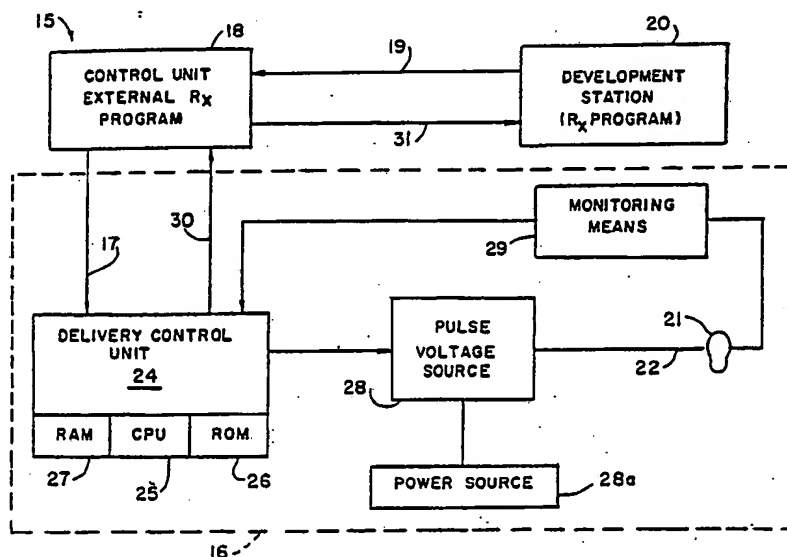 15
18
CONTROL UNIT
EXTERNAL Rx
PROGRAM
19
31
20
DEVELOPMENT
STATION
(Rx PROGRAM)
17
30
MONITORING
MEANS
29
DELIVERY CONTROL
UNIT
24
RAM
CPU
ROM
27
25
26
PULSE
VOLTAGE
SOURCE
28
21
22
POWER SOURCE
28a
16